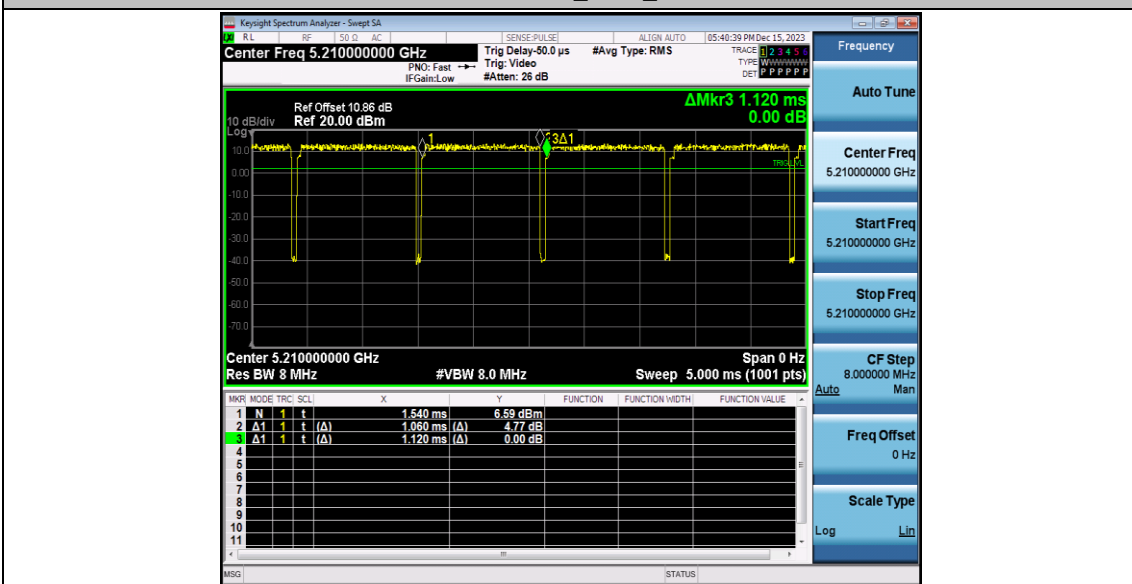 Keysight Spectrum Analyzer - Swept SA
LXI RL RF 50 Ω AC SENSE:PULSE ALIGN AUTO 05:40:39 PM Dec 15, 2023
Center Freq 5.210000000 GHz Trig Delay-50.0 µs #Avg Type: RMS TRACE 1 2 3 4 5 6
PNO: Fast Trig: Video TYPE WWWWWW
IFGain:Low #Atten: 26 dB DET P P P P P P
ΔMkr3 1.120 ms
0.00 dB
Ref Offset 10.86 dB
10 dB/div Ref 20.00 dBm
Log
1
3Δ1
10.0
TRIG LVL
0.00
-10.0
-20.0
-30.0
-40.0
-50.0
-60.0
-70.0
Center 5.210000000 GHz Span 0 Hz
Res BW 8 MHz #VBW 8.0 MHz Sweep 5.000 ms (1001 pts)
MKR MODE TRC SCL X Y FUNCTION FUNCTION WIDTH FUNCTION VALUE
1 N 1 t 1.540 ms 6.59 dBm
2 Δ1 1 t (Δ) 1.060 ms (Δ) 4.77 dB
3 Δ1 1 t (Δ) 1.120 ms (Δ) 0.00 dB
4
5
6
7
8
9
10
11
MSG STATUS
Frequency
Auto Tune
Center Freq
5.210000000 GHz
Start Freq
5.210000000 GHz
Stop Freq
5.210000000 GHz
CF Step
8.000000 MHz
Auto Man
Freq Offset
0 Hz
Scale Type
Log Lin